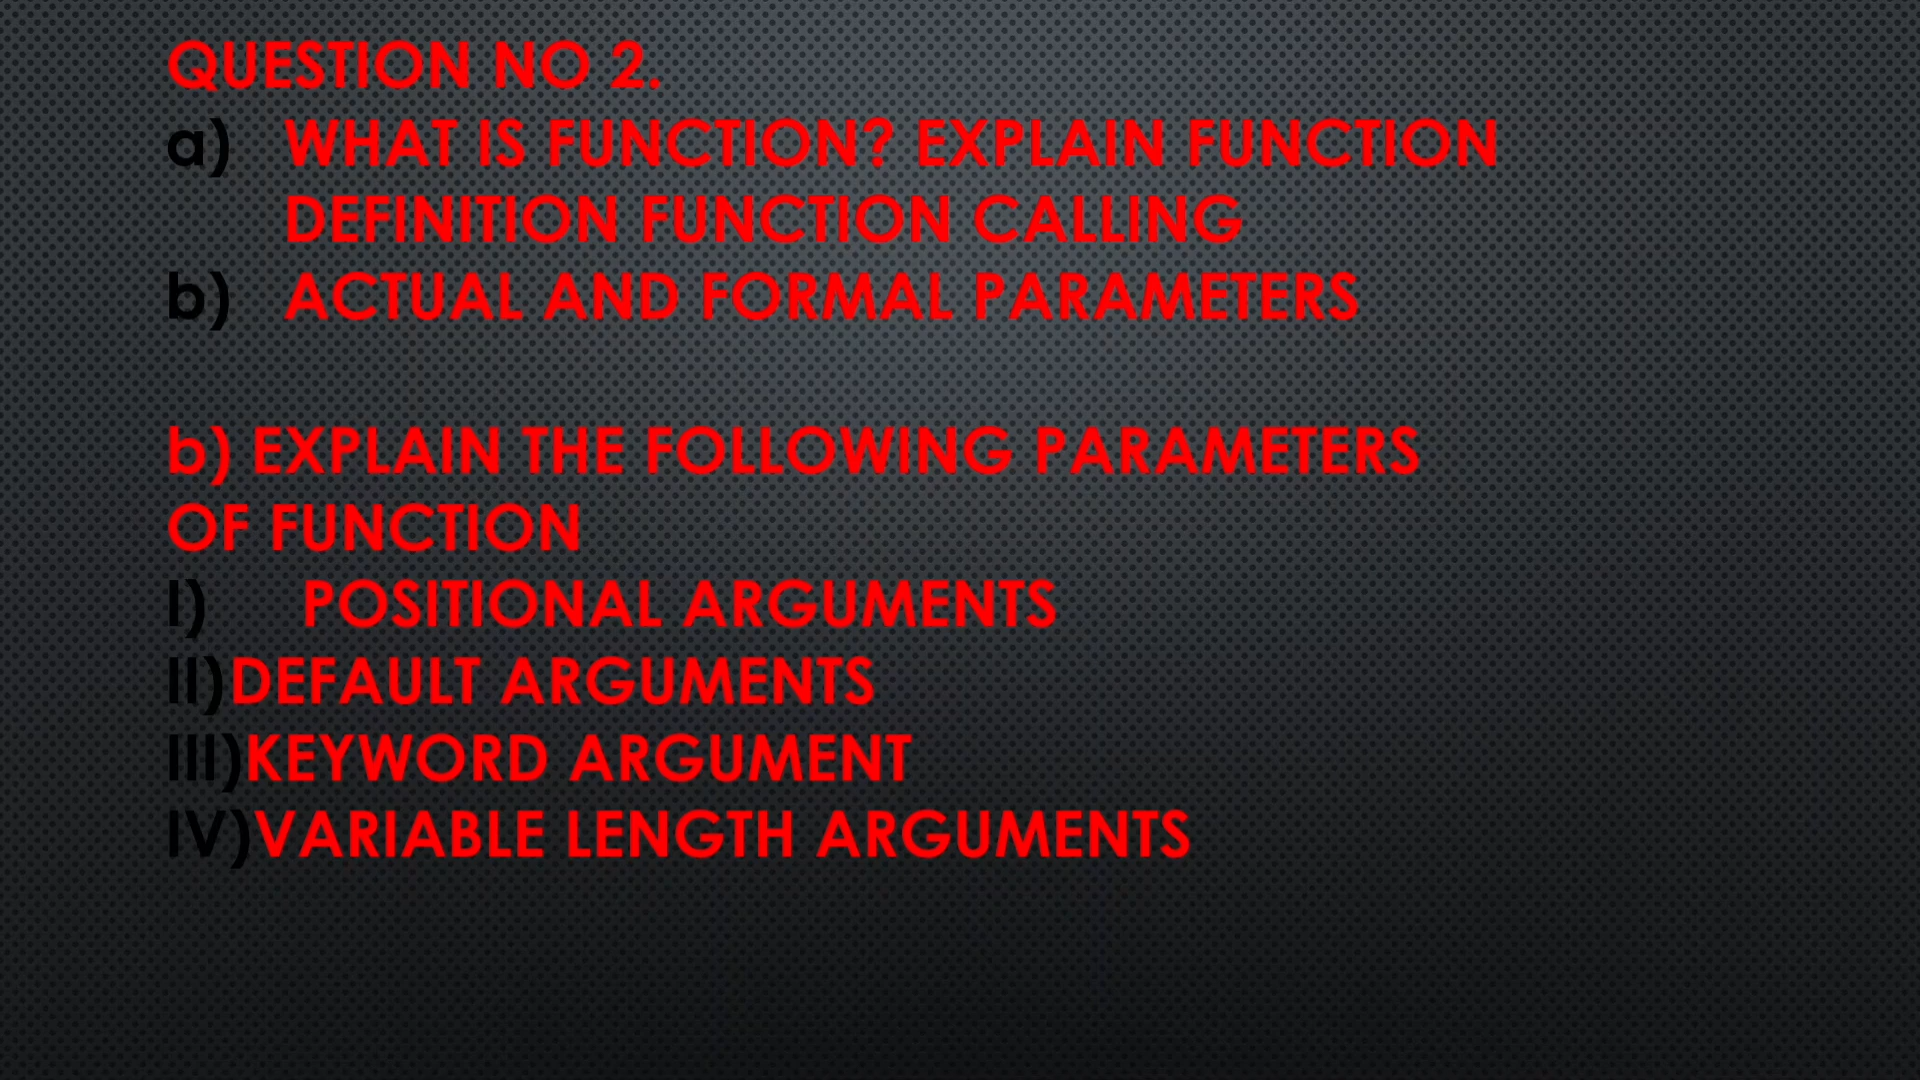 QUESTION NO 2.
a) WHAT IS FUNCTION? EXPLAIN FUNCTION
DEFINITION FUNCTION CALLING
b) ACTUAL AND FORMAL PARAMETERS
b) EXPLAIN THE FOLLOWING PARAMETERS
OF FUNCTION
I) POSITIONAL ARGUMENTS
II)DEFAULT ARGUMENTS
III)KEYWORD ARGUMENT
IV)VARIABLE LENGTH ARGUMENTS